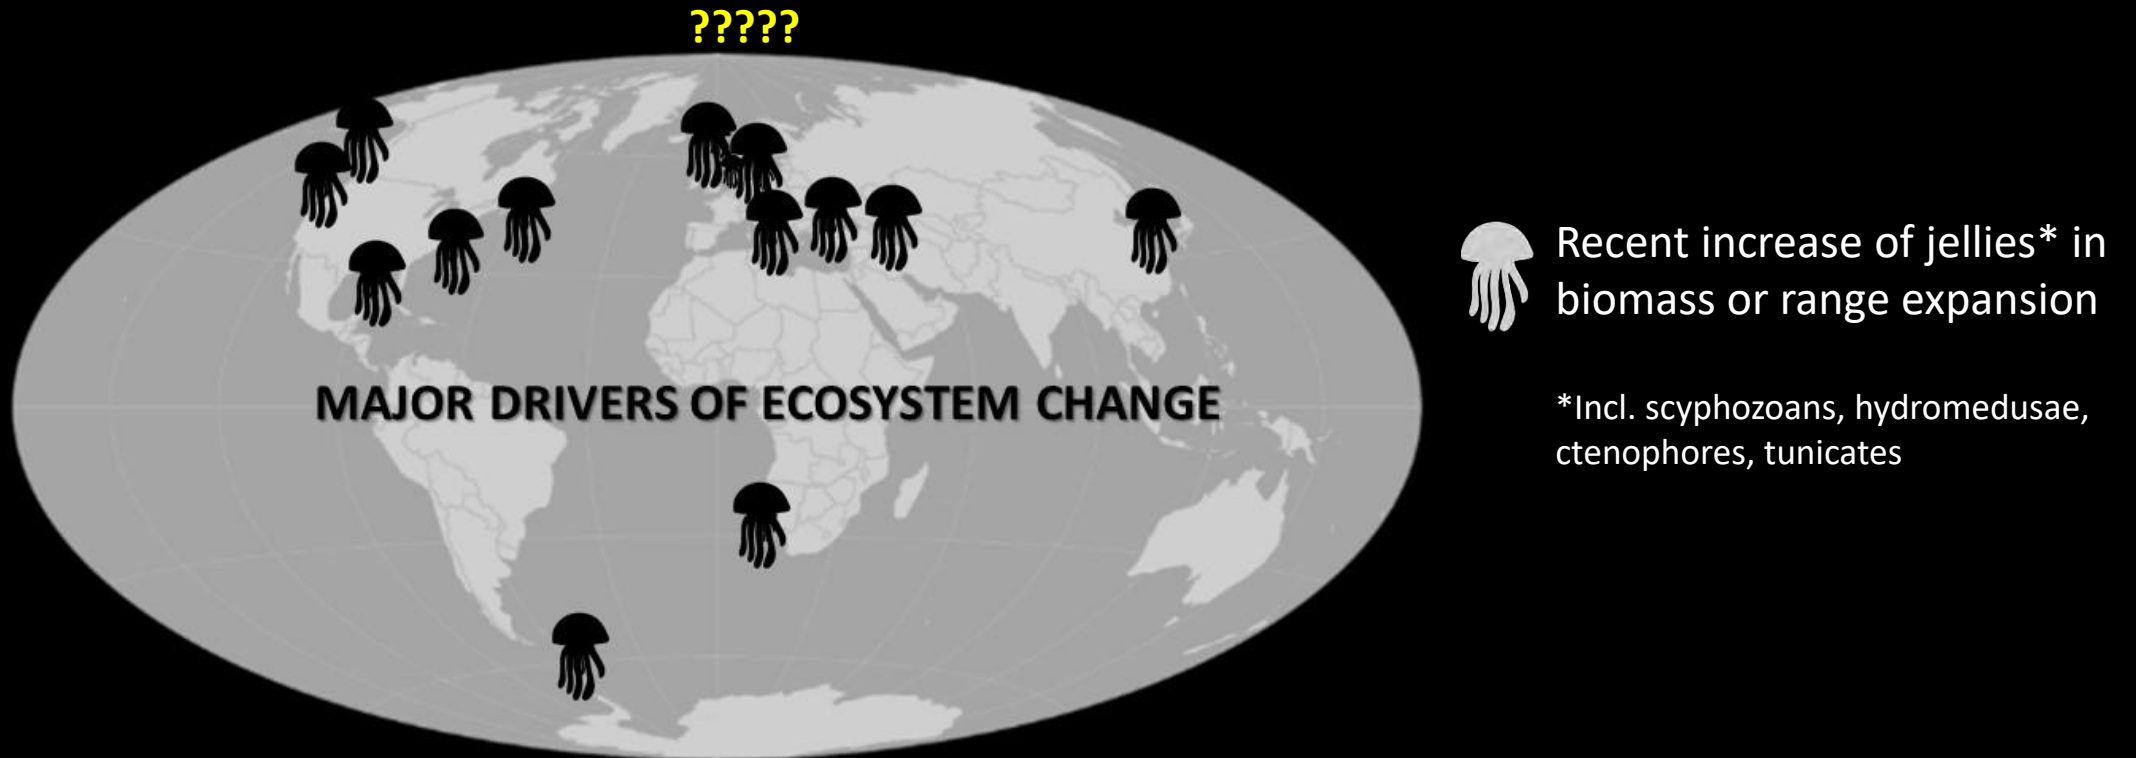 ?????
MAJOR DRIVERS OF ECOSYSTEM CHANGE
Recent increase of jellies* in
biomass or range expansion
*Incl. scyphozoans, hydromedusae,
ctenophores, tunicates